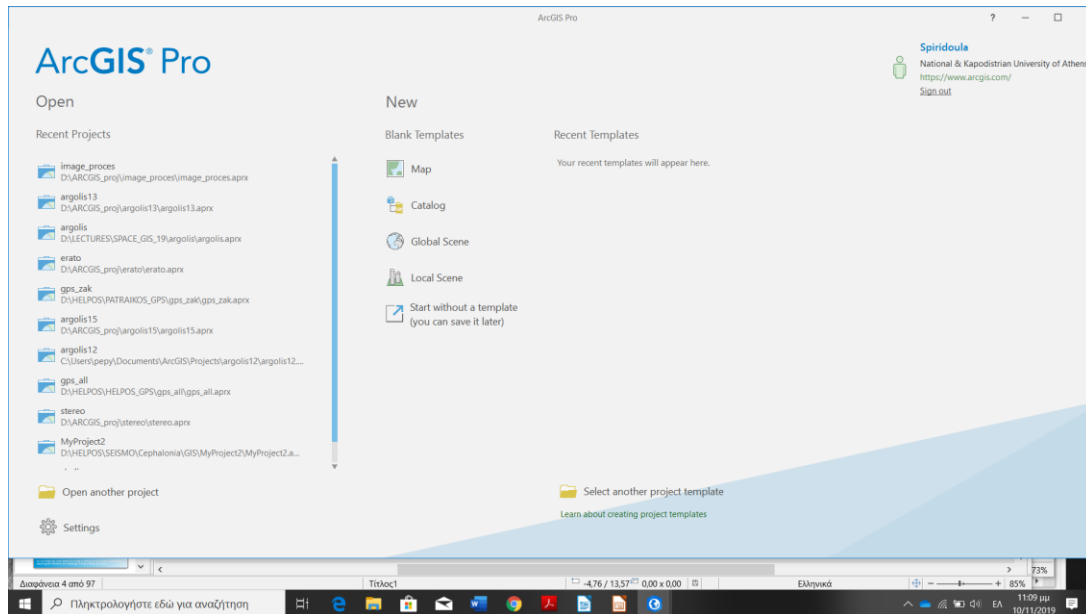 ArcGIS Pro
?
ArcGIS® Pro
Spiridoula
National & Kapodistrian University of Athens
https://www.arcgis.com/
Sign out
Open
Recent Projects
image_proces
D:\ARCGIS_proj\image_proces\image_proces.aprx
argolis13
D:\ARCGIS_proj\argolis13\argolis13.aprx
argolis
D:\LECTURES\SPACE_GIS_19\argolis\argolis.aprx
erato
D:\ARCGIS_proj\erato\erato.aprx
gps_zak
D:\HELPOS\PATRAIKOS_GPS\gps_zak\gps_zak.aprx
argolis15
D:\ARCGIS_proj\argolis15\argolis15.aprx
argolis12
C:\Users\pepy\Documents\ArcGIS\Projects\argolis12\argolis12....
gps_all
D:\HELPOS\HELPOS_GPS\gps_all\gps_all.aprx
stereo
D:\ARCGIS_proj\stereo\stereo.aprx
MyProject2
D:\HELPOS\SEISMO\Cephalonia\GIS\MyProject2\MyProject2.a...
Open another project
Settings
New
Blank Templates
Map
Catalog
Global Scene
Local Scene
Start without a template
(you can save it later)
Recent Templates
Your recent templates will appear here.
Select another project template
Learn about creating project templates
73%
Διαφάνεια 4 από 97
Τίτλος1
-4,76 / 13,57
0,00 x 0,00
Ελληνικά
85%
Πληκτρολογήστε εδώ για αναζήτηση
ΕΛ
11:09 μμ
10/11/2019